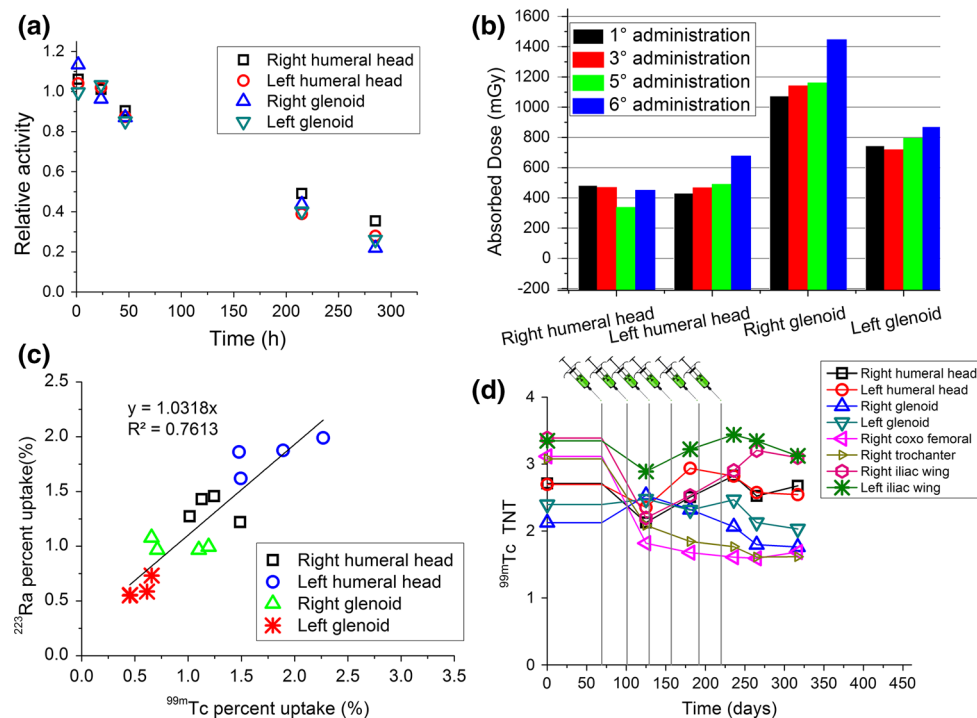 (a)
Relative activity
1.2
1.0
0.8
0.6
0.4
0.2
0.0
0 50 100 150 200 250 300
Time (h)
Right humeral head
Left humeral head
Right glenoid
Left glenoid
(b)
Absorbed Dose (mGy)
1600
1400
1200
1000
800
600
400
200
0
-200
1° administration
3° administration
5° administration
6° administration
Right humeral head
Left humeral head
Right glenoid
Left glenoid
(c)
²²³Ra percent uptake(%)
2.5
2.0
1.5
1.0
0.5
0.0
y = 1.0318x
R² = 0.7613
Right humeral head
Left humeral head
Right glenoid
Left glenoid
0.0 0.5 1.0 1.5 2.0 2.5 3.0 3.5
⁹⁹ᵐTc percent uptake (%)
(d)
⁹⁹ᵐTc TNT
4
3
2
1
0
0 50 100 150 200 250 300 350 400 450
Time (days)
Right humeral head
Left humeral head
Right glenoid
Left glenoid
Right coxo femoral
Right trochanter
Right iliac wing
Left iliac wing